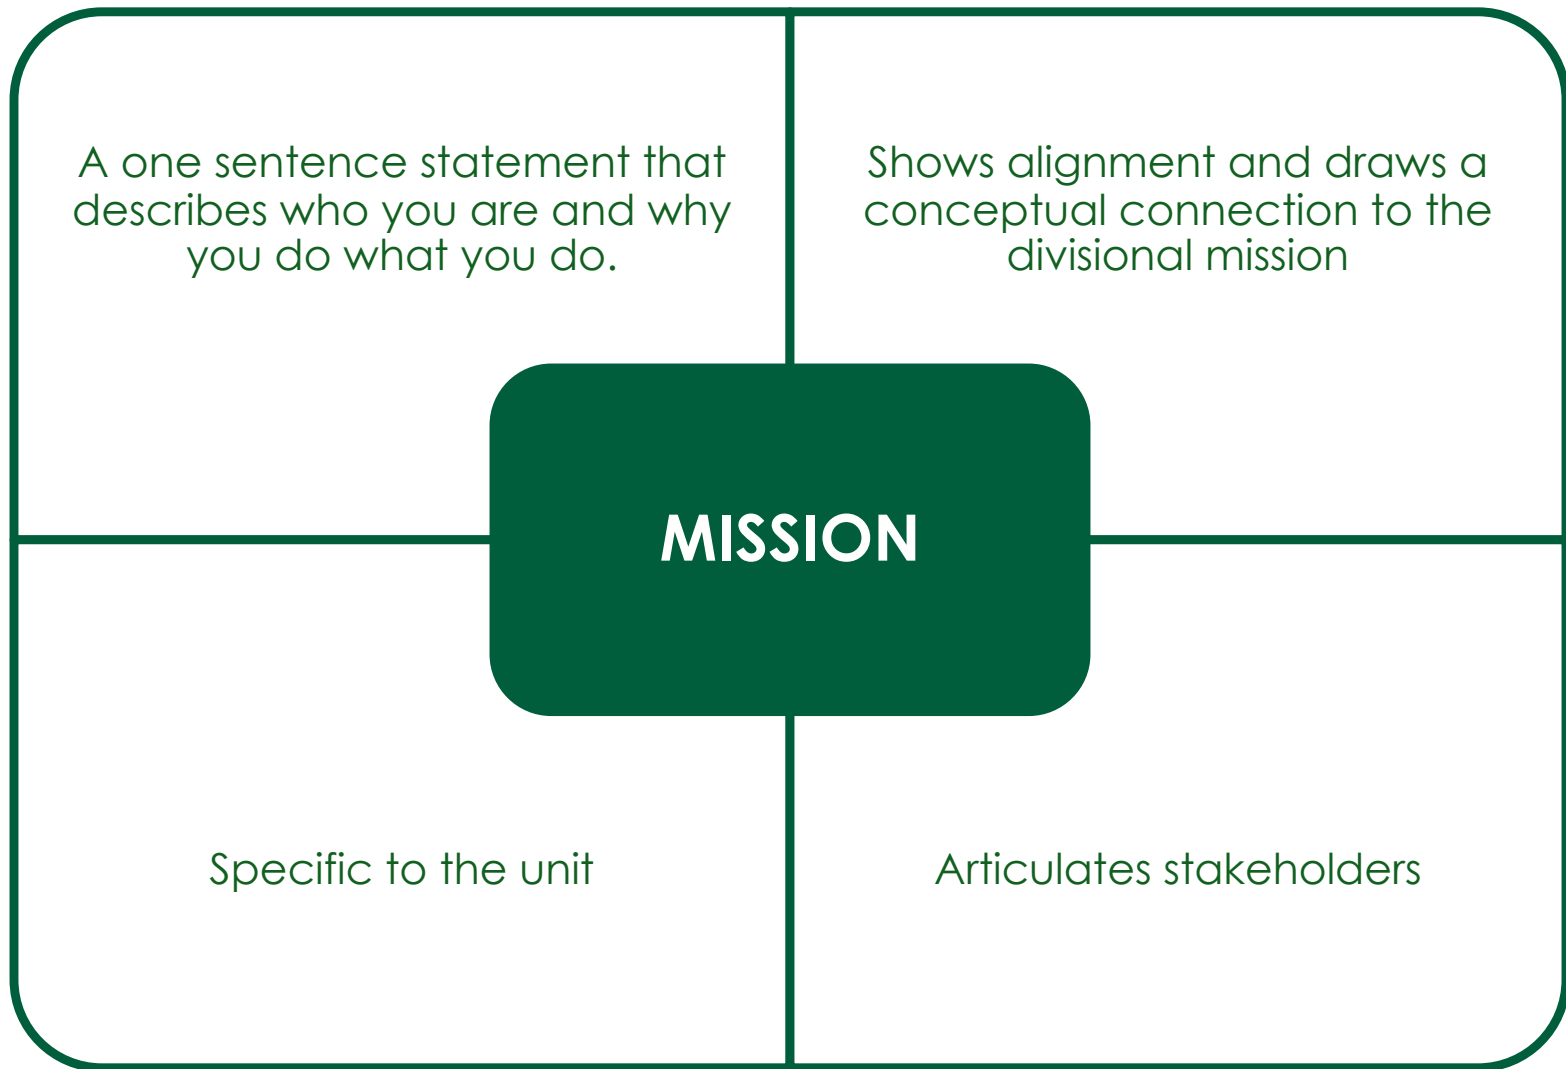 A one sentence statement that
describes who you are and why
you do what you do.
Shows alignment and draws a
conceptual connection to the
divisional mission
MISSION
Specific to the unit
Articulates stakeholders